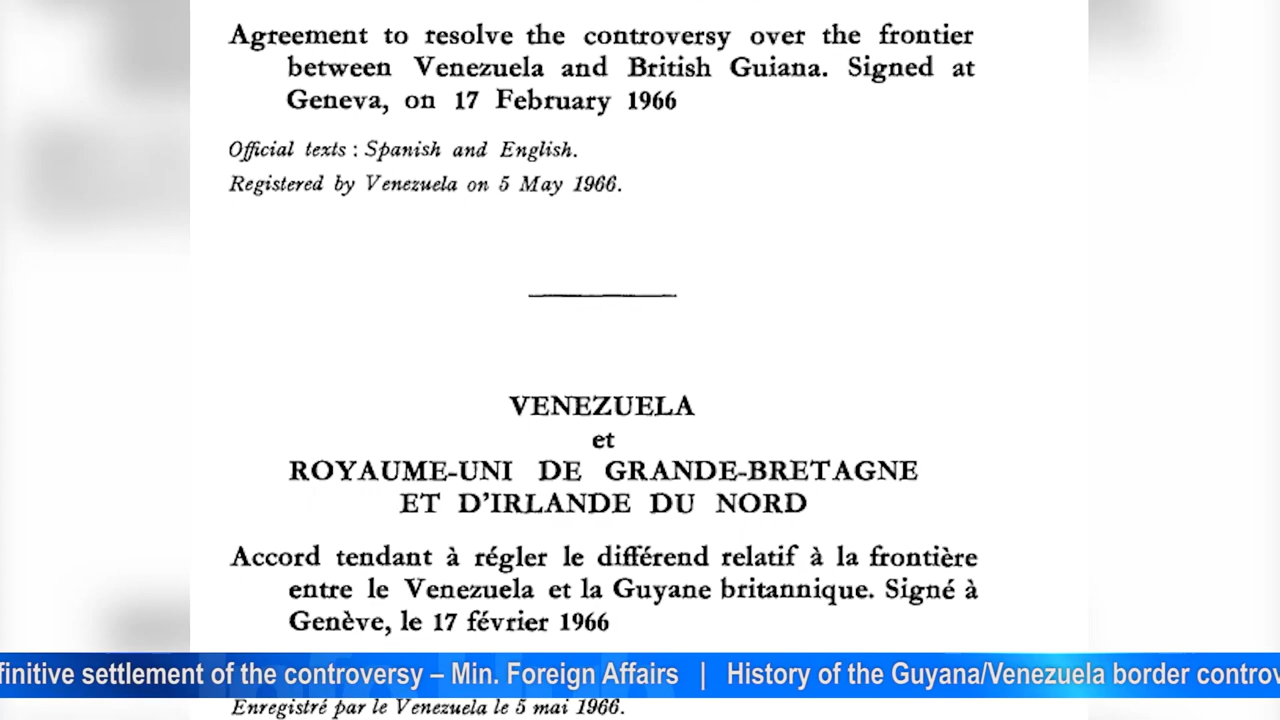 Agreement to resolve the controversy over the frontier
between Venezuela and British Guiana. Signed at
Geneva, on 17 February 1966
Official texts : Spanish and English.
Registered by Venezuela on 5 May 1966.
VENEZUELA
et
ROYAUME-UNI DE GRANDE-BRETAGNE
ET D'IRLANDE DU NORD
Accord tendant à régler le différend relatif à la frontière
entre le Venezuela et la Guyane britannique. Signé à
Genève, le 17 février 1966
finitive settlement of the controversy – Min. Foreign Affairs | History of the Guyana/Venezuela border controv
Enregistré par le Venezuela le 5 mai 1966.